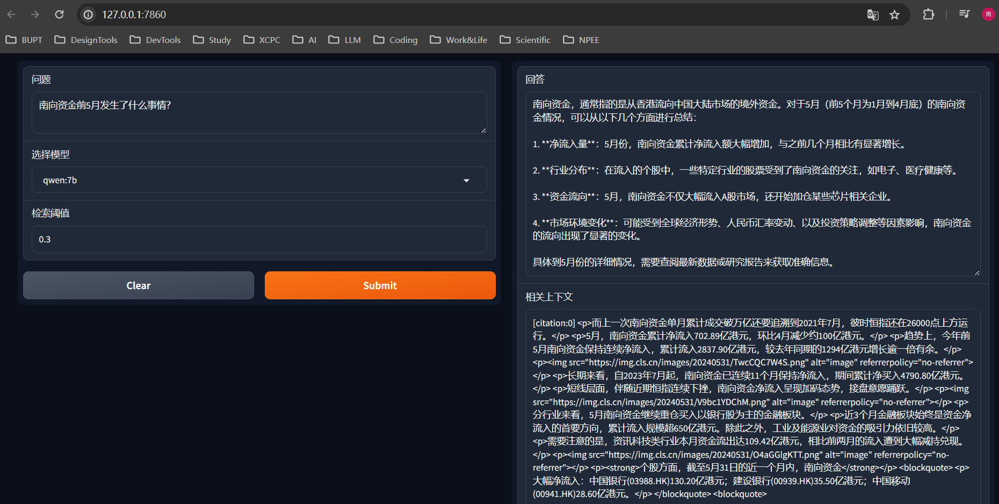 127.0.0.1:7860
雨
BUPT DesignTools DevTools Study XCPC AI LLM Coding Work&Life Scientific NPEE
问题
南向资金前5月发生了什么事情?
选择模型
qwen:7b
检索阈值
0.3
Clear Submit
回答
南向资金，通常指的是从香港流向中国大陆市场的境外资金。对于5月（前5个月为1月到4月底）的南向资
金情况，可以从以下几个方面进行总结：
1. **净流入量**：5月份，南向资金累计净流入额大幅增加，与之前几个月相比有显著增长。
2. **行业分布**：在流入的个股中，一些特定行业的股票受到了南向资金的关注，如电子、医疗健康等。
3. **资金流向**：5月，南向资金不仅大幅流入A股市场，还开始加仓某些芯片相关企业。
4. **市场环境变化**：可能受到全球经济形势、人民币汇率变动、以及投资策略调整等因素影响，南向资金
的流向出现了显著的变化。
具体到5月份的详细情况，需要查阅最新数据或研究报告来获取准确信息。
相关上下文
[citation:0] <p>而上一次南向资金单月累计成交破万亿还要追溯到2021年7月，彼时恒指还在26000点上方运
行。</p> <p>5月，南向资金累计净流入702.89亿港元，环比4月减少约100亿港元。</p> <p>趋势上，今年前
5月南向资金保持连续净流入，累计流入2837.90亿港元，较去年同期的1294亿港元增长逾一倍有余。</p>
<p><img src="https://img.cls.cn/images/20240531/TwcCQC7W4S.png" alt="image" referrerpolicy="no-referrer">
</p> <p>长期来看，自2023年7月起，南向资金已连续11个月保持净流入，期间累计净买入4790.80亿港元。
</p> <p>短线层面，伴随近期恒指连续下挫，南向资金净流入呈现加码态势，接盘意愿踊跃。</p> <p><img
src="https://img.cls.cn/images/20240531/V9bc1YDChM.png" alt="image" referrerpolicy="no-referrer"></p> <p>
分行业来看，5月南向资金继续重仓买入以银行股为主的金融板块。</p> <p>近3个月金融板块始终是资金净
流入的首要方向，累计流入规模超650亿港元。除此之外，工业及能源业对资金的吸引力依旧较高。</p>
<p>需要注意的是，资讯科技类行业本月资金流出达109.42亿港元，相比前两月的流入遭到大幅减持兑现。
</p> <p><img src="https://img.cls.cn/images/20240531/O4aGGlgKTT.png" alt="image" referrerpolicy="no-
referrer"></p> <p><strong>个股方面，截至5月31日的近一个月内，南向资金</strong></p> <blockquote> <p>
大幅净流入：中国银行(03988.HK)130.20亿港元；建设银行(00939.HK)35.50亿港元；中国移动
(00941.HK)28.60亿港元。</p> </blockquote> <blockquote>